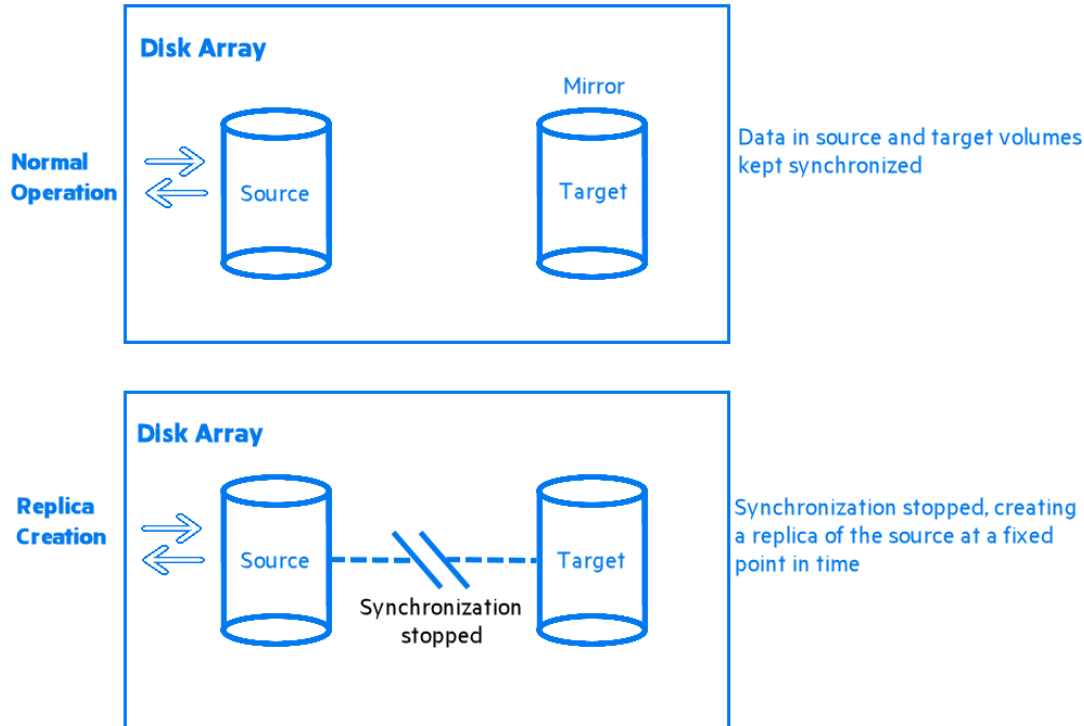 Disk Array
Mirror
Normal
Operation
Source
Target
Data in source and target volumes
kept synchronized
Disk Array
Replica
Creation
Source
Target
Synchronization
stopped
Synchronization stopped, creating
a replica of the source at a fixed
point in time